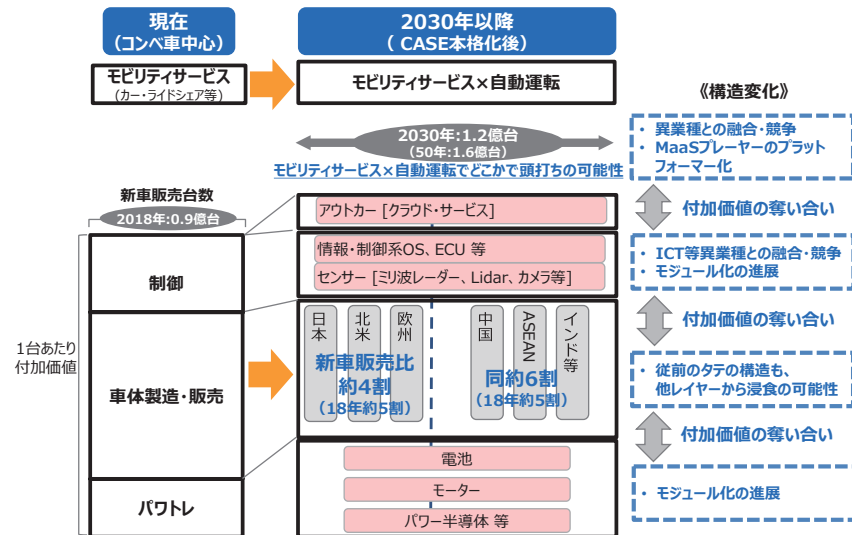 現在
(コンベ車中心)
2030年以降
( CASE本格化後)
モビリティサービス
(カー・ライドシェア等)
モビリティサービス×自動運転
《構造変化》
2030年:1.2億台
(50年:1.6億台)
モビリティサービス×自動運転でどこかで頭打ちの可能性
・ 異業種との融合・競争
・ MaaSプレーヤーのプラット
フォーマー化
新車販売台数
2018年:0.9億台
アウトカー [クラウド・サービス]
付加価値の奪い合い
制御
情報・制御系OS、ECU 等
センサー [ミリ波レーダー、Lidar、カメラ等]
・ ICT等異業種との融合・競争
・ モジュール化の進展
付加価値の奪い合い
1台あたり
付加価値
車体製造・販売
日本
北米
欧州
中国
ASEAN
インド等
新車販売比
約4割
(18年約5割)
同約6割
(18年約5割)
・ 従前のタテの構造も、
他レイヤーから浸食の可能性
付加価値の奪い合い
パワトレ
電池
モーター
パワー半導体 等
・ モジュール化の進展